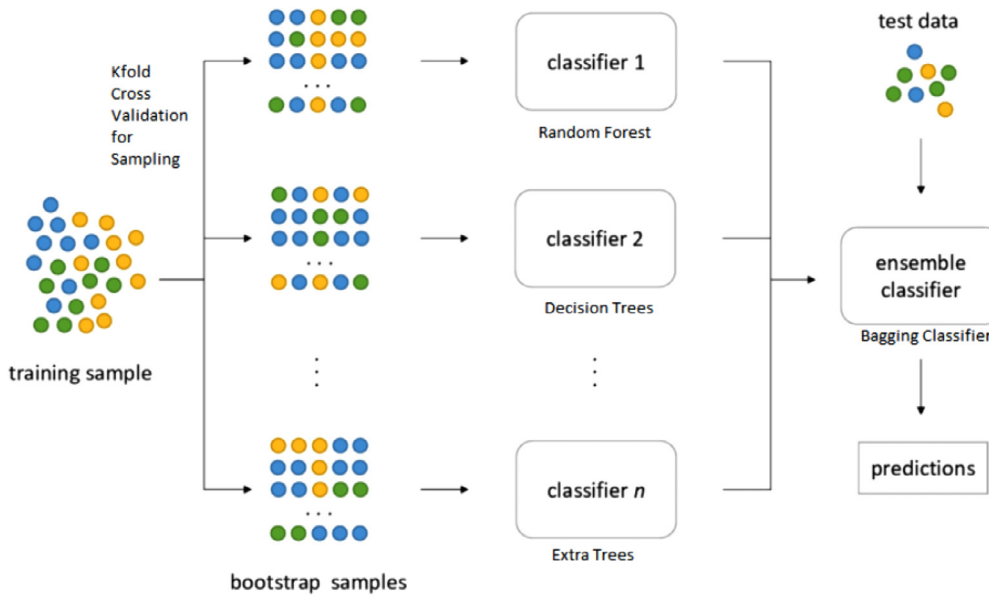 Kfold
Cross
Validation
for
Sampling
training sample
...
...
...
bootstrap samples
classifier 1
Random Forest
classifier 2
Decision Trees
classifier n
Extra Trees
test data
ensemble
classifier
Bagging Classifier
predictions